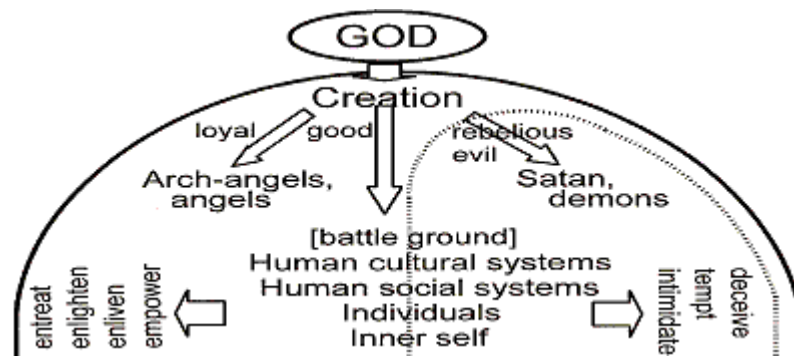 GOD
Creation
loyal
good
rebelious
evil
Arch-angels,
angels
Satan,
demons
[battle ground]
Human cultural systems
Human social systems
Individuals
Inner self
entreat
enlighten
enliven
empower
intimidate
tempt
deceive